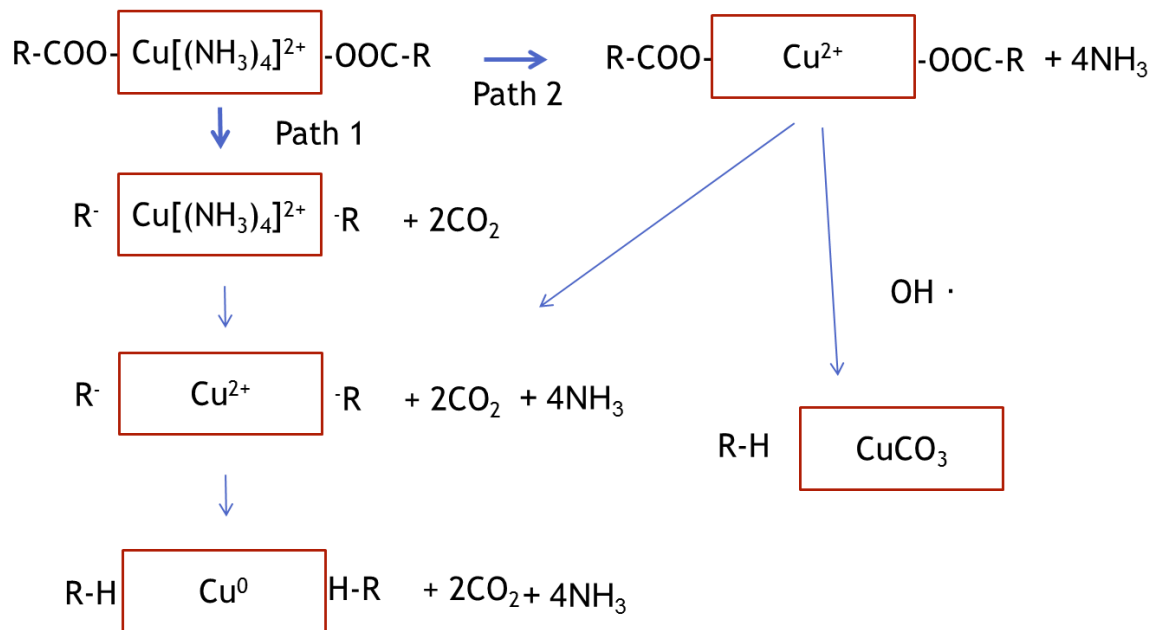 R-COO- Cu[(NH₃)₄]²⁺ -OOC-R R-COO- Cu²⁺ -OOC-R + 4NH₃
Path 2
Path 1
R⁻ Cu[(NH₃)₄]²⁺ ⁻R + 2CO₂
OH ·
R⁻ Cu²⁺ ⁻R + 2CO₂ + 4NH₃
R-H CuCO₃
R-H Cu⁰ H-R + 2CO₂ + 4NH₃